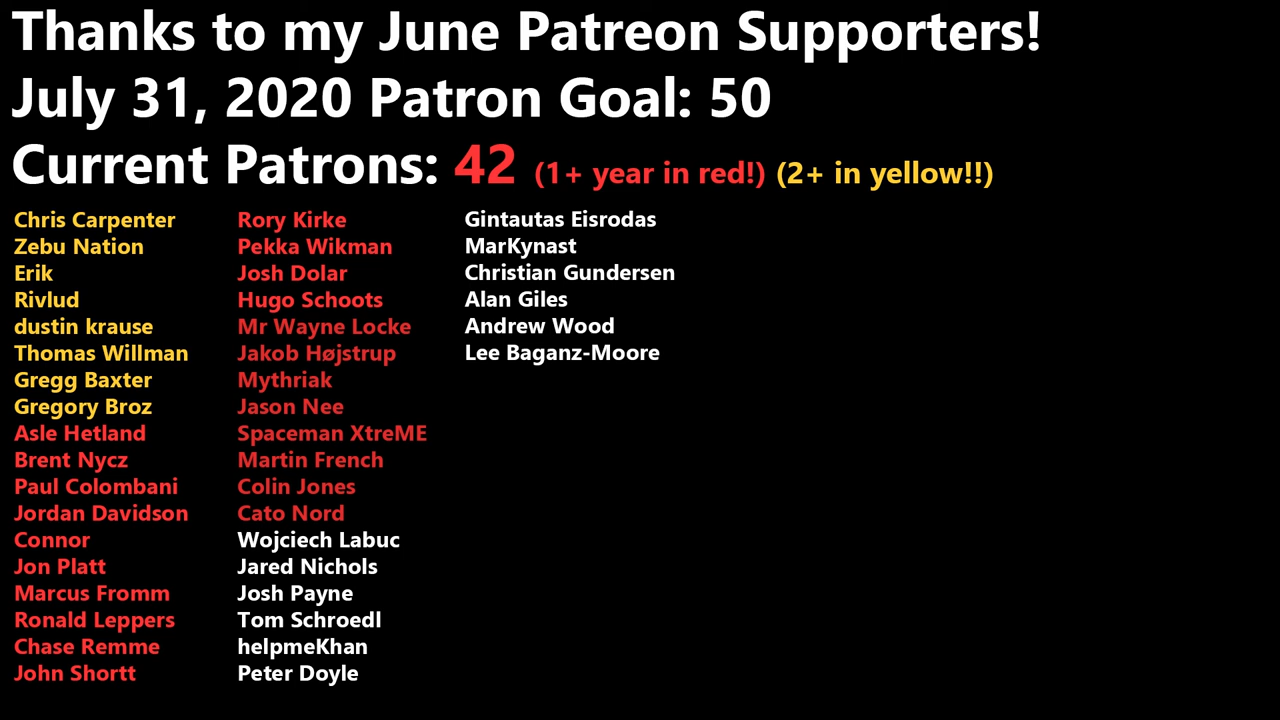 Thanks to my June Patreon Supporters!
July 31, 2020 Patron Goal: 50
Current Patrons: 42 (1+ year in red!) (2+ in yellow!!)
Chris Carpenter
Zebu Nation
Erik
Rivlud
dustin krause
Thomas Willman
Gregg Baxter
Gregory Broz
Asle Hetland
Brent Nycz
Paul Colombani
Jordan Davidson
Connor
Jon Platt
Marcus Fromm
Ronald Leppers
Chase Remme
John Shortt
Rory Kirke
Pekka Wikman
Josh Dolar
Hugo Schoots
Mr Wayne Locke
Jakob Højstrup
Mythriak
Jason Nee
Spaceman XtreME
Martin French
Colin Jones
Cato Nord
Wojciech Labuc
Jared Nichols
Josh Payne
Tom Schroedl
helpmeKhan
Peter Doyle
Gintautas Eisrodas
MarKynast
Christian Gundersen
Alan Giles
Andrew Wood
Lee Baganz-Moore